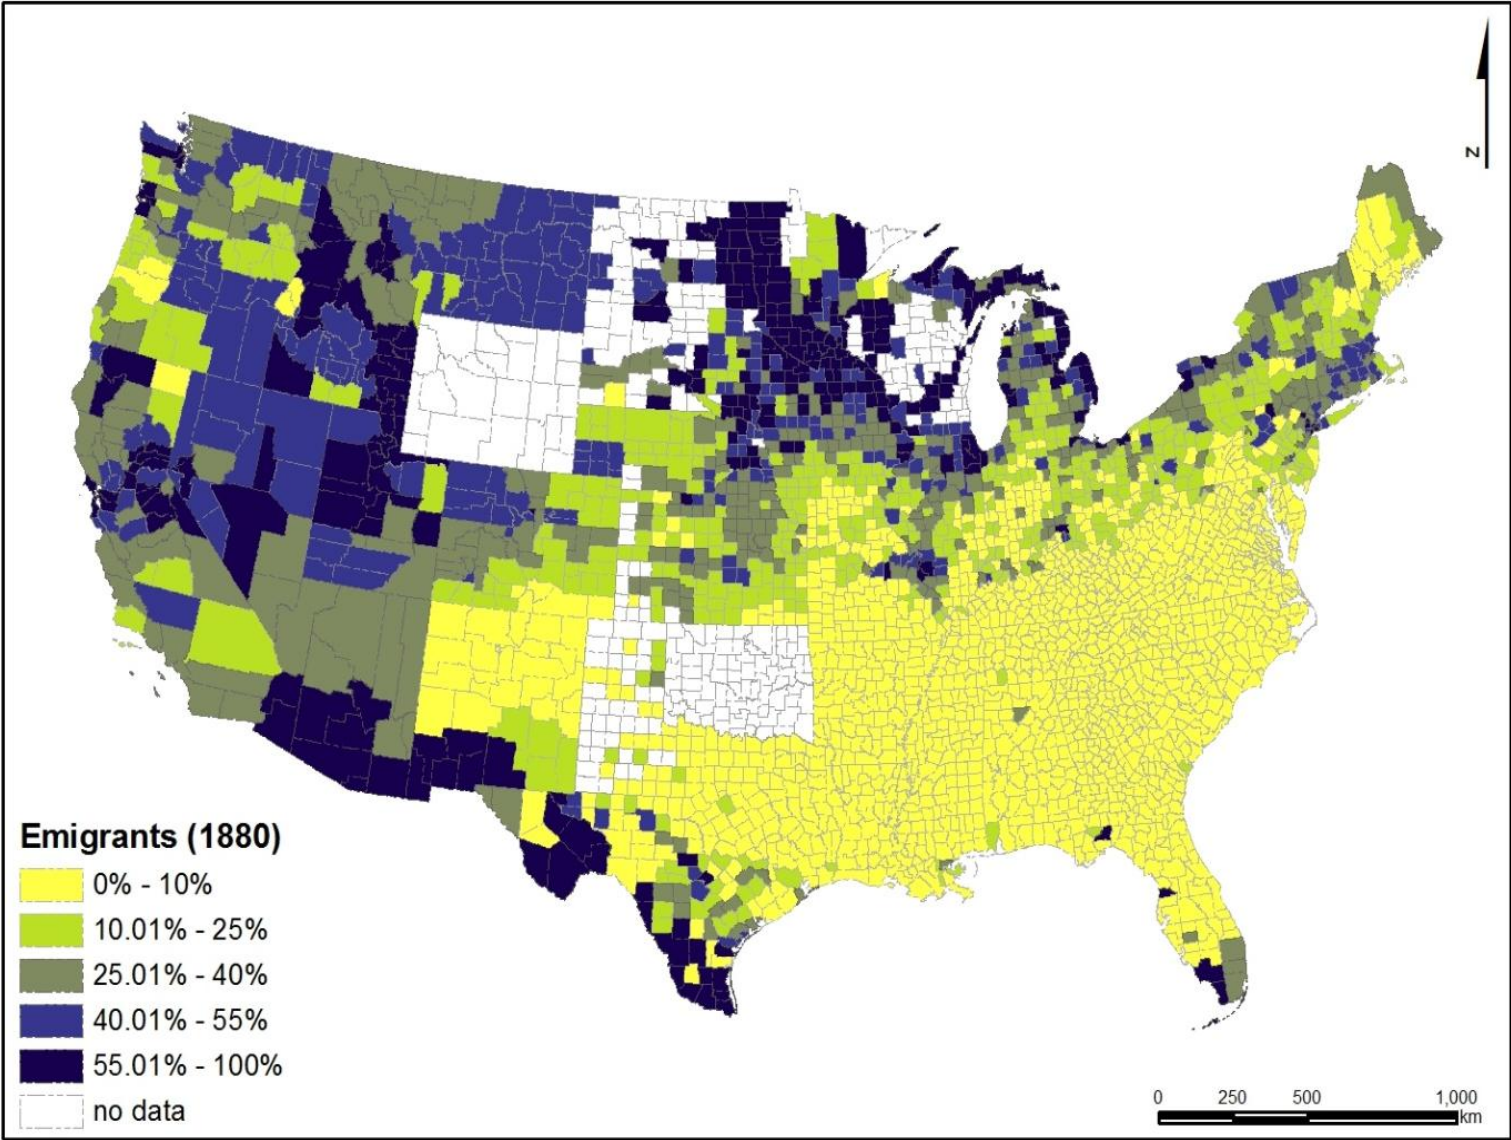 N
Emigrants (1880)
0% - 10%
10.01% - 25%
25.01% - 40%
40.01% - 55%
55.01% - 100%
no data
0 250 500 1,000
km